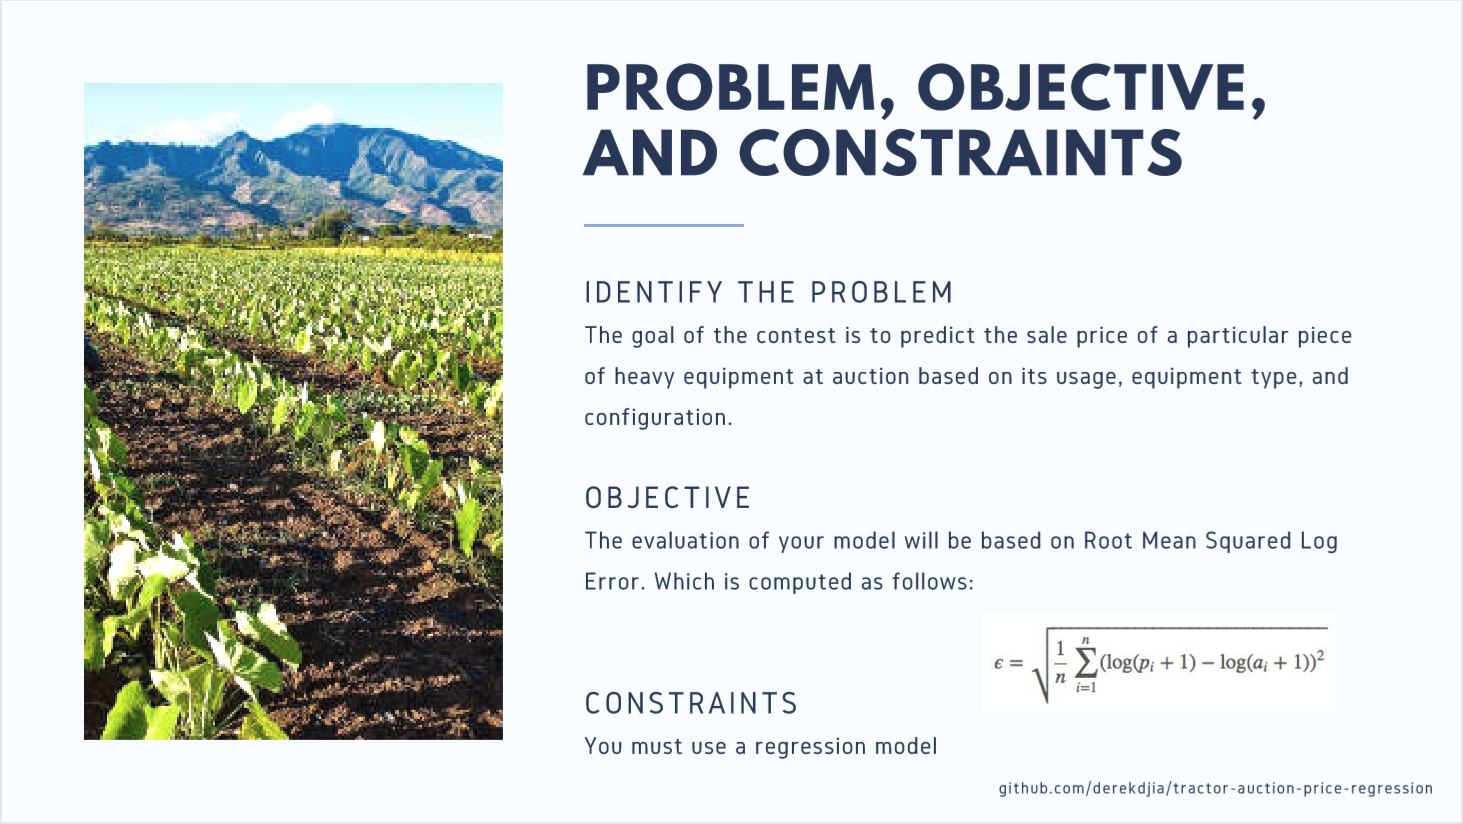 PROBLEM, OBJECTIVE,
AND CONSTRAINTS
IDENTIFY THE PROBLEM
The goal of the contest is to predict the sale price of a particular piece
of heavy equipment at auction based on its usage, equipment type, and
configuration.
OBJECTIVE
The evaluation of your model will be based on Root Mean Squared Log
Error. Which is computed as follows:
ϵ = √(1/n ∑_{i=1}^{n} (log(p_i + 1) − log(a_i + 1))²)
CONSTRAINTS
You must use a regression model
github.com/derekdjia/tractor-auction-price-regression